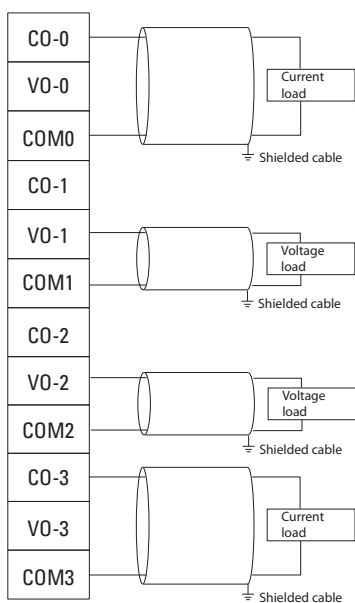 CO-0
Current
load
VO-0
COM0
Shielded cable
CO-1
VO-1
Voltage
load
COM1
Shielded cable
CO-2
VO-2
Voltage
load
COM2
Shielded cable
CO-3
VO-3
Current
load
COM3
Shielded cable